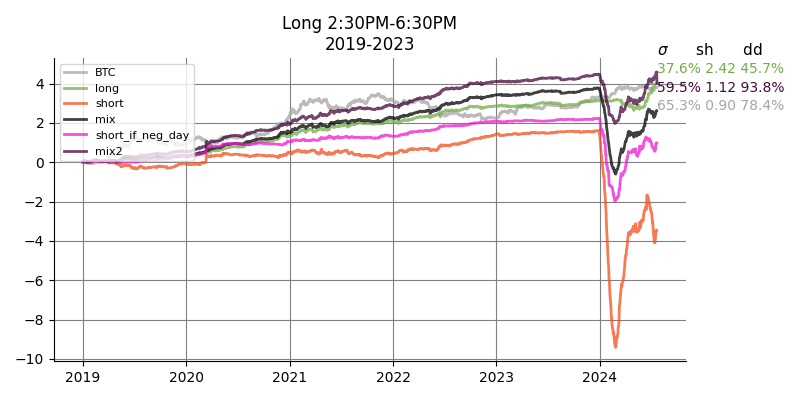 Long 2:30PM-6:30PM
2019-2023
σ sh dd
37.6% 2.42 45.7%
59.5% 1.12 93.8%
65.3% 0.90 78.4%
BTC
long
short
mix
short_if_neg_day
mix2
4
2
0
−2
−4
−6
−8
−10
2019 2020 2021 2022 2023 2024